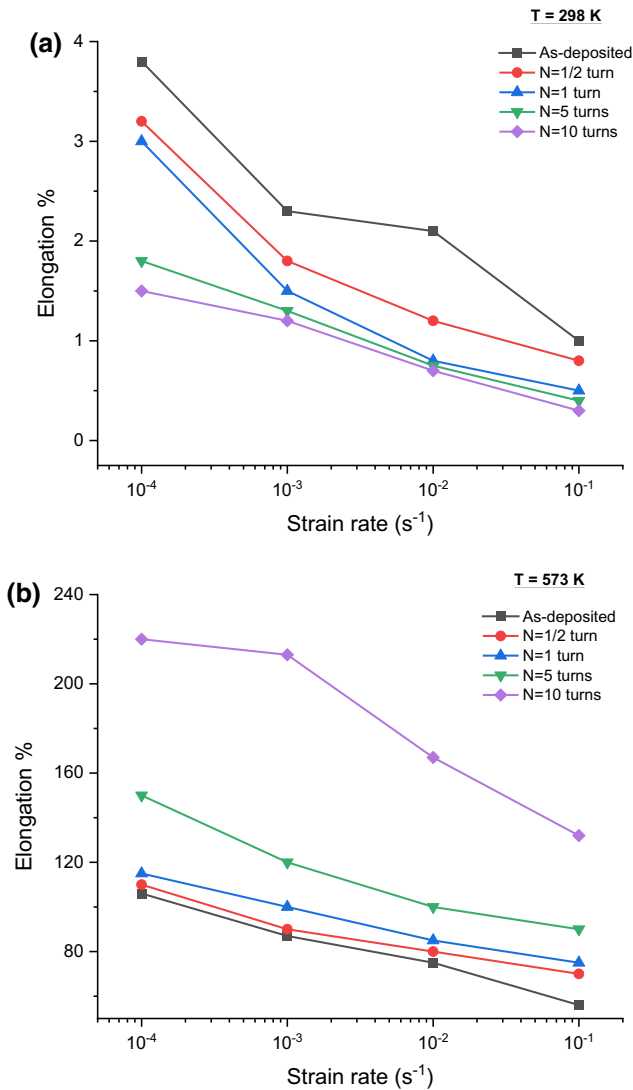 T = 298 K
(a)
As-deposited
N=1/2 turn
N=1 turn
N=5 turns
N=10 turns
4
3
2
1
0
Elongation %
10⁻⁴ 10⁻³ 10⁻² 10⁻¹
Strain rate (s⁻¹)
T = 573 K
(b)
As-deposited
N=1/2 turn
N=1 turn
N=5 turns
N=10 turns
240
200
160
120
80
Elongation %
10⁻⁴ 10⁻³ 10⁻² 10⁻¹
Strain rate (s⁻¹)